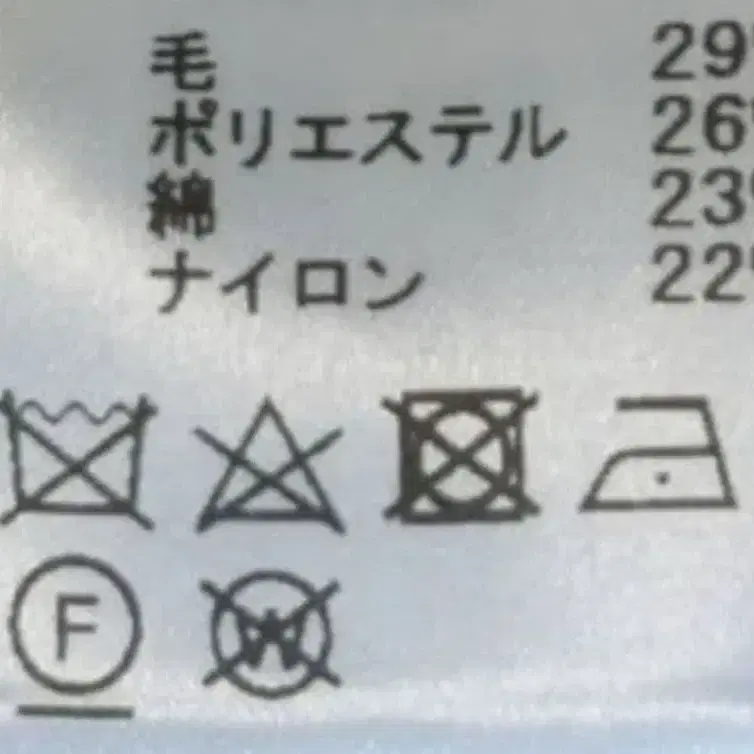 毛 29%
ポリエステル 26%
綿 23%
ナイロン 22%
F W